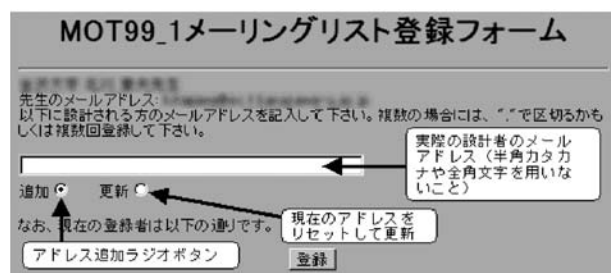 MOT99_1メーリングリスト登録フォーム
先生のメールアドレス:
以下に設計される方のメールアドレスを記入して下さい。複数の場合には、","で区切るかも
しくは複数回登録して下さい。
実際の設計者のメール
アドレス（半角カタカ
ナや全角文字を用いな
いこと）
追加 更新
現在のアドレスを
リセットして更新
なお、現在の登録者は以下の通りです。
アドレス追加ラジオボタン
登録